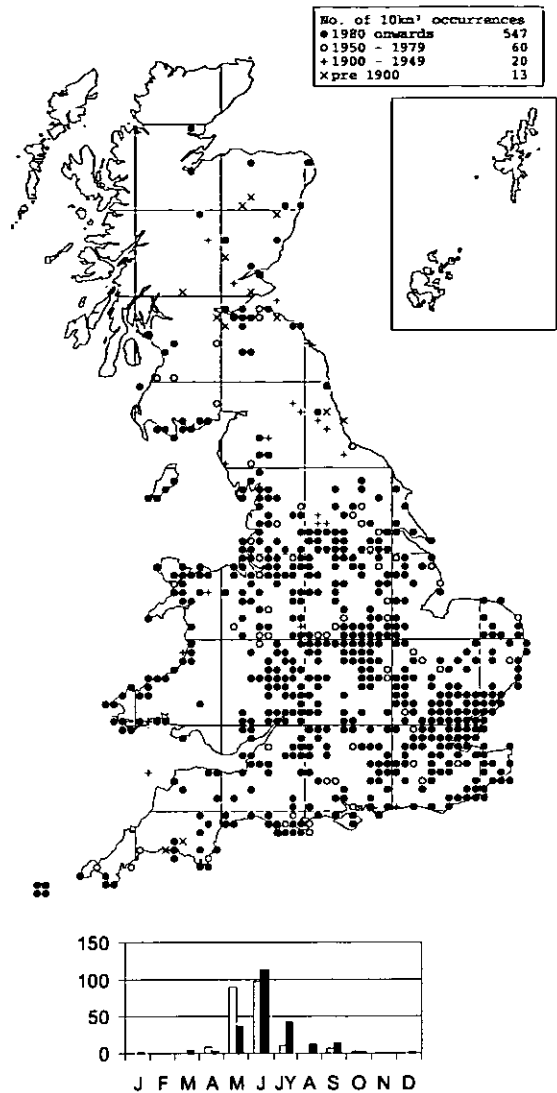 No. of 10km² occurrences
● 1980 onwards 547
○ 1950 - 1979 60
+ 1900 - 1949 20
× pre 1900 13
150
100
50
0
J F M A M J JY A S O N D